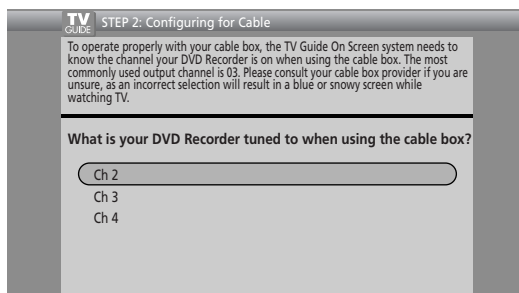 TV
GUIDE
STEP 2: Configuring for Cable
To operate properly with your cable box, the TV Guide On Screen system needs to
know the channel your DVD Recorder is on when using the cable box. The most
commonly used output channel is 03. Please consult your cable box provider if you are
unsure, as an incorrect selection will result in a blue or snowy screen while
watching TV.
What is your DVD Recorder tuned to when using the cable box?
Ch 2
Ch 3
Ch 4